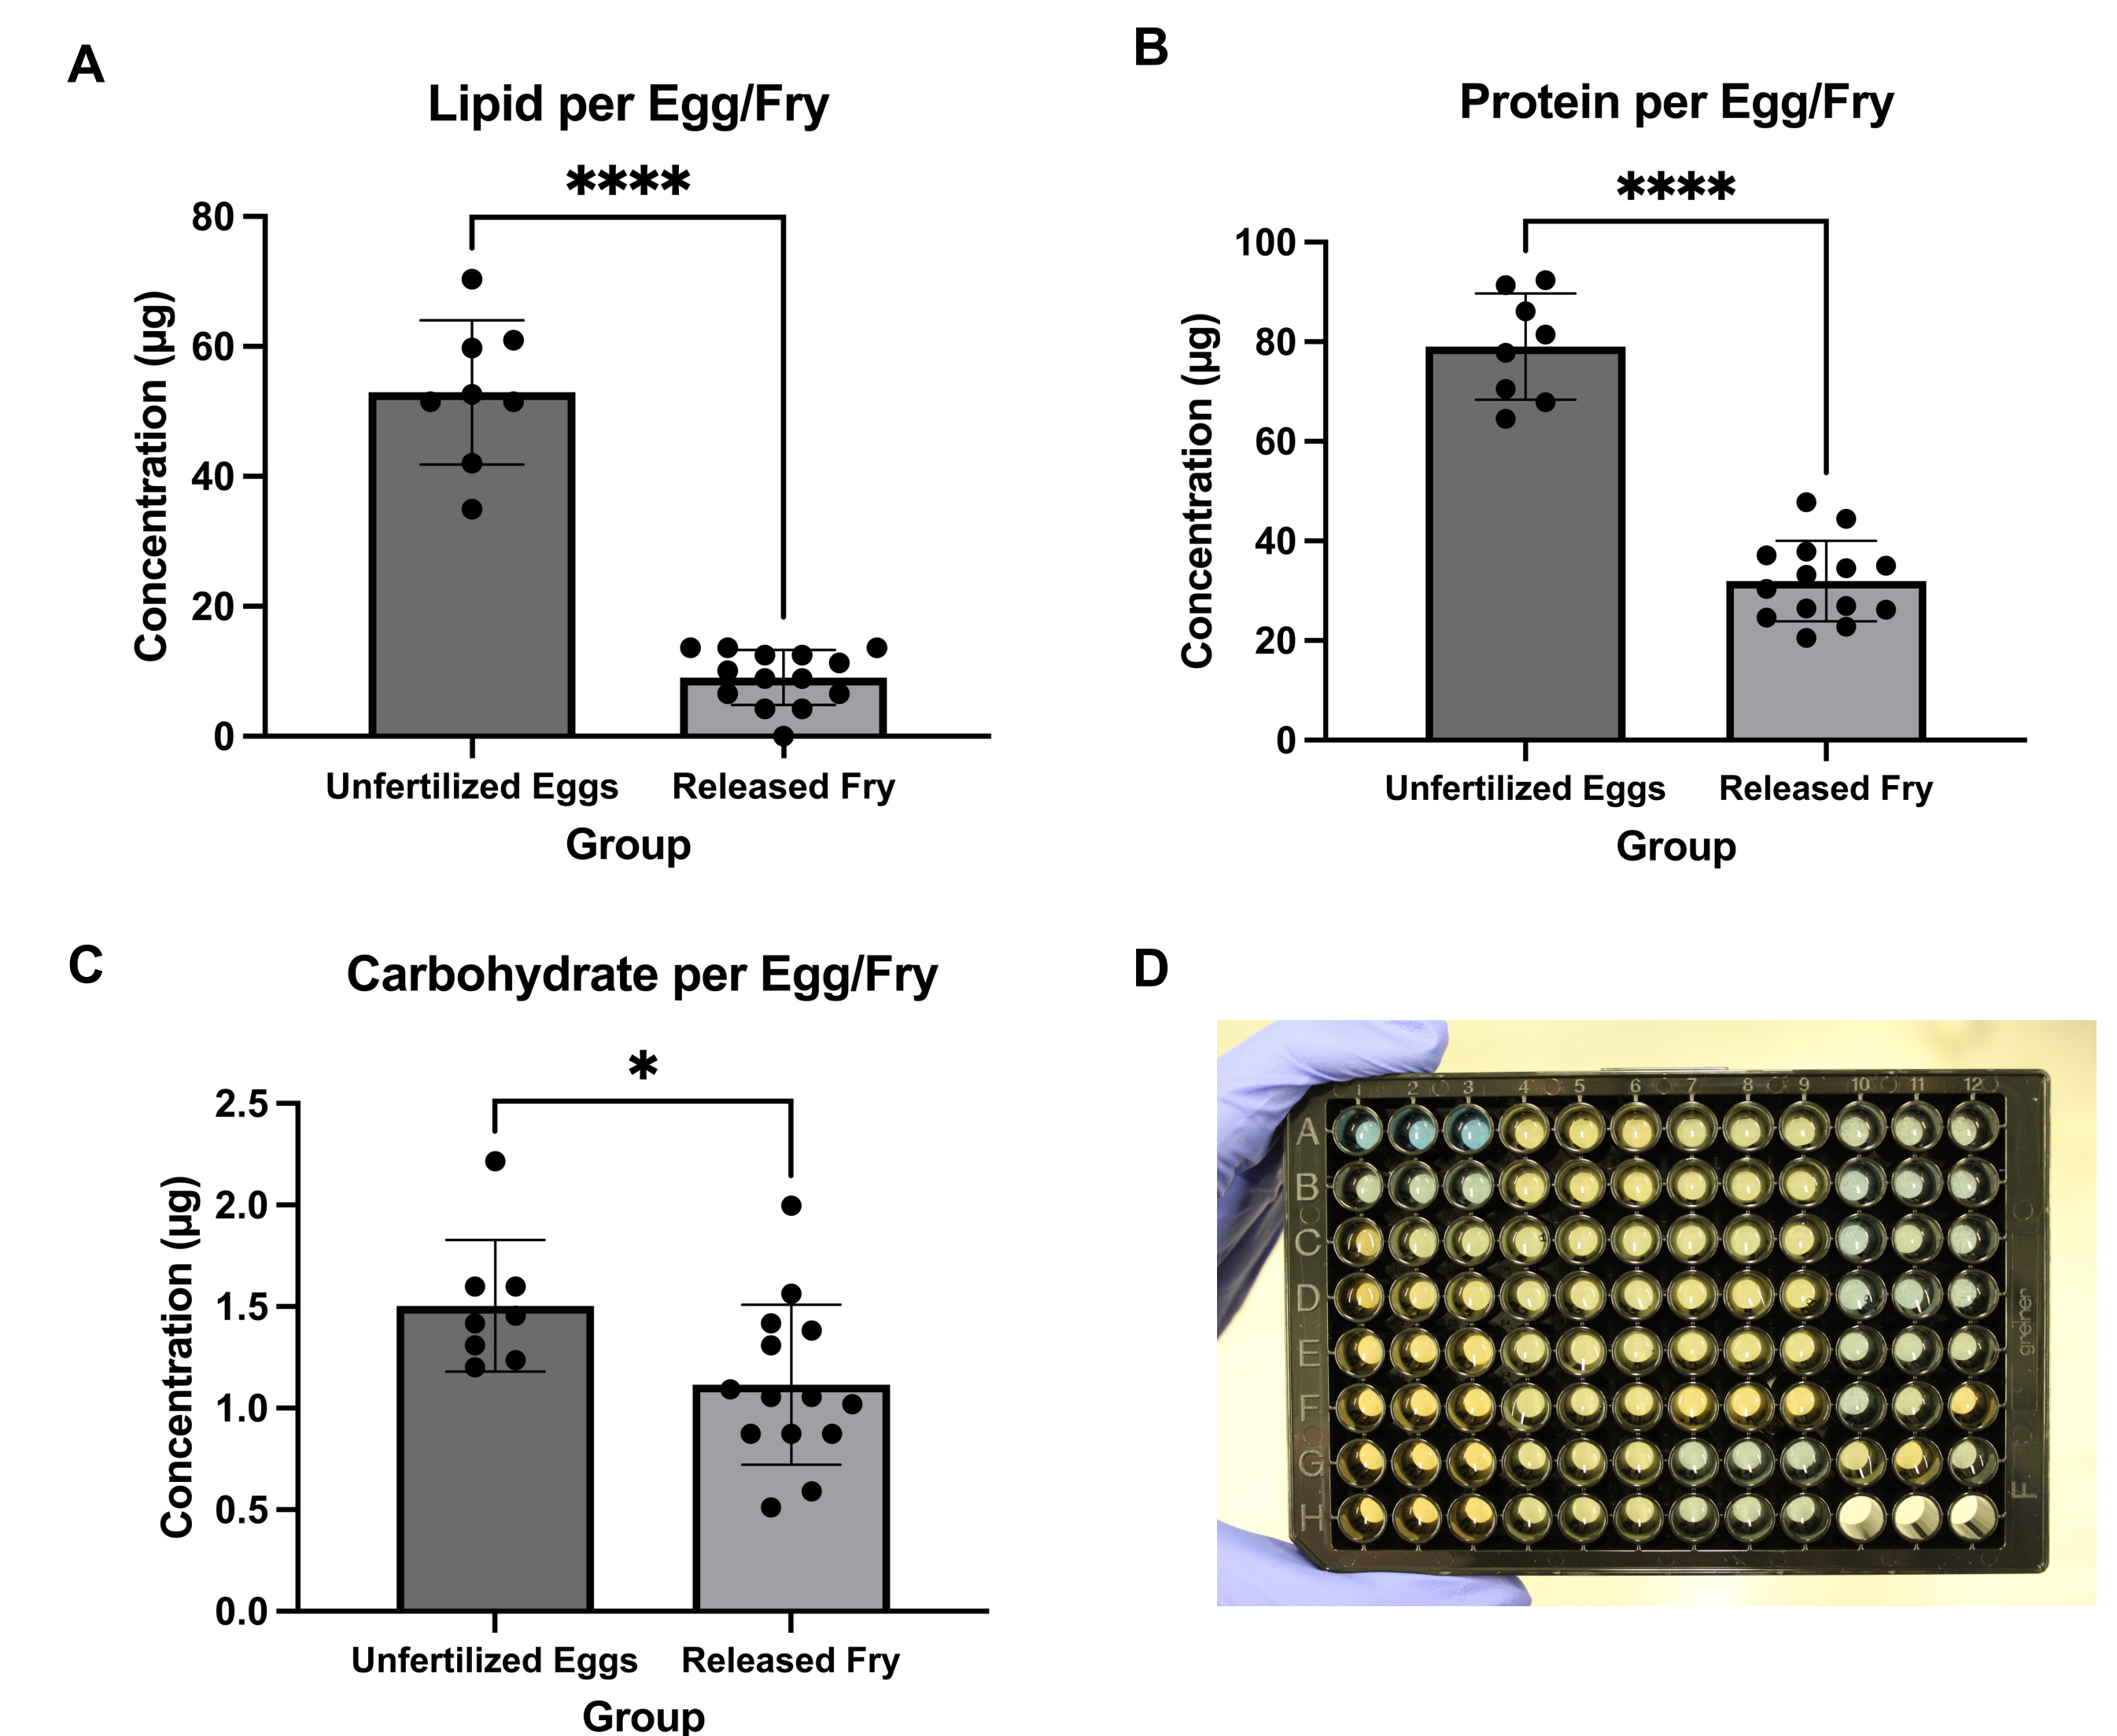 A
Lipid per Egg/Fry
****
Concentration (µg)
80
60
40
20
0
Unfertilized Eggs
Released Fry
Group
B
Protein per Egg/Fry
****
Concentration (µg)
100
80
60
40
20
0
Unfertilized Eggs
Released Fry
Group
C
Carbohydrate per Egg/Fry
*
Concentration (µg)
2.5
2.0
1.5
1.0
0.5
0.0
Unfertilized Eggs
Released Fry
Group
D
1 2 3 4 5 6 7 8 9 10 11 12
A
B
C
D
E
F
G
H
greiner
F